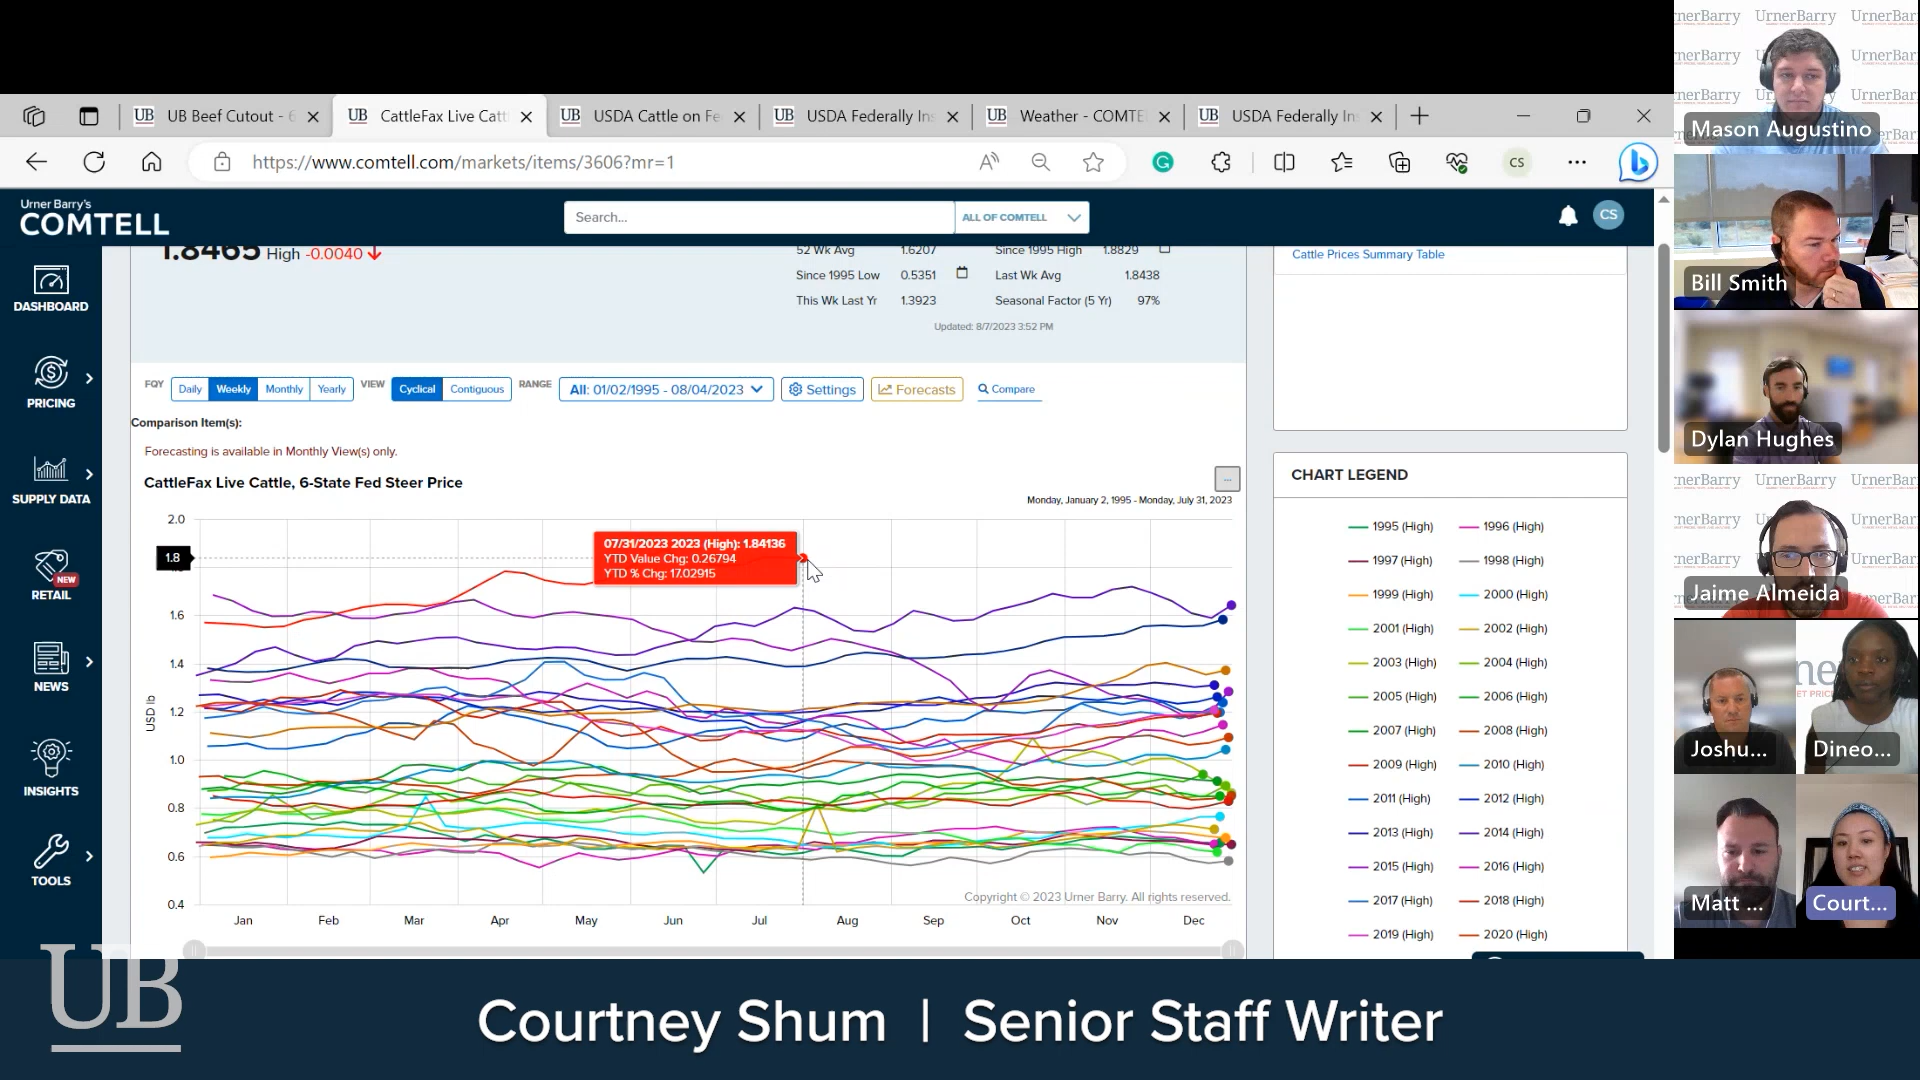 UB Beef Cutout - 6
CattleFax Live Catt
USDA Cattle on Fe
USDA Federally Ins
Weather - COMTE
USDA Federally Ins
https://www.comtell.com/markets/items/3606?mr=1
CS
Urner Barry's
COMTELL
Search...
ALL OF COMTELL
CS
1.8465 High -0.0040
52 Wk Avg 1.6207 Since 1995 High 1.8829
Since 1995 Low 0.5351 Last Wk Avg 1.8438
This Wk Last Yr 1.3923 Seasonal Factor (5 Yr) 97%
Updated: 8/7/2023 3:52 PM
Cattle Prices Summary Table
DASHBOARD
PRICING
SUPPLY DATA
NEW
RETAIL
NEWS
INSIGHTS
TOOLS
FQY Daily Weekly Monthly Yearly VIEW Cyclical Contiguous RANGE All: 01/02/1995 - 08/04/2023 Settings Forecasts Compare
Comparison Item(s):
Forecasting is available in Monthly View(s) only.
CattleFax Live Cattle, 6-State Fed Steer Price
...
Monday, January 2, 1995 - Monday, July 31, 2023
2.0
1.8
1.6
1.4
1.2
1.0
0.8
0.6
0.4
USD lb
07/31/2023 2023 (High): 1.84136
YTD Value Chg: 0.26794
YTD % Chg: 17.02915
Copyright © 2023 Urner Barry. All rights reserved.
Jan Feb Mar Apr May Jun Jul Aug Sep Oct Nov Dec
CHART LEGEND
1995 (High) 1996 (High)
1997 (High) 1998 (High)
1999 (High) 2000 (High)
2001 (High) 2002 (High)
2003 (High) 2004 (High)
2005 (High) 2006 (High)
2007 (High) 2008 (High)
2009 (High) 2010 (High)
2011 (High) 2012 (High)
2013 (High) 2014 (High)
2015 (High) 2016 (High)
2017 (High) 2018 (High)
2019 (High) 2020 (High)
UrnerBarry
Mason Augustino
Bill Smith
Dylan Hughes
UrnerBarry
Jaime Almeida
Joshu...
Dineo...
Matt ...
Court...
UB
Courtney Shum | Senior Staff Writer